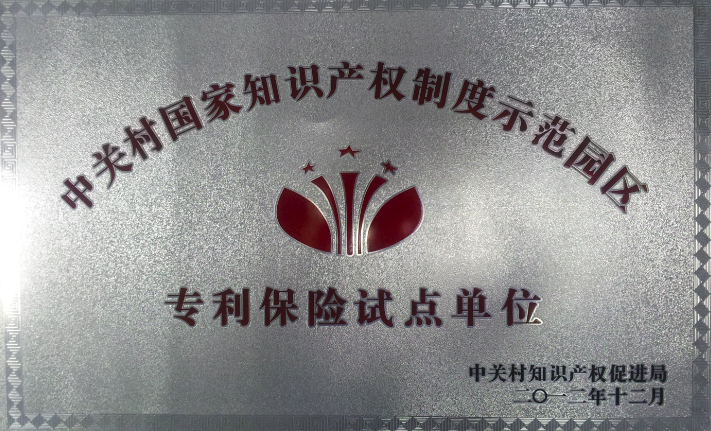 中关村国家知识产权制度示范园区
专利保险试点单位
中关村知识产权促进局
二〇一二年十二月